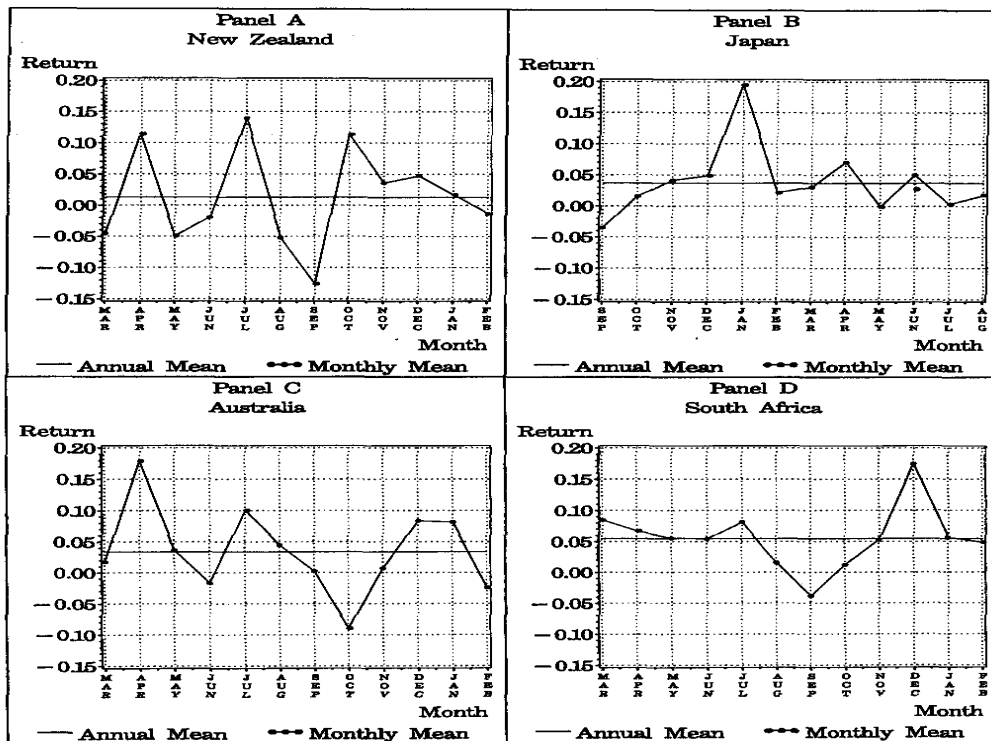 Panel A
New Zealand
Return
0.20
0.15
0.10
0.05
0.00
−0.05
−0.10
−0.15
MAR APR MAY JUN JUL AUG SEP OCT NOV DEC JAN FEB
Month
Annual Mean Monthly Mean
Panel B
Japan
Return
0.20
0.15
0.10
0.05
0.00
−0.05
−0.10
−0.15
SEP OCT NOV DEC JAN FEB MAR APR MAY JUN JUL AUG
Month
Annual Mean Monthly Mean
Panel C
Australia
Return
0.20
0.15
0.10
0.05
0.00
−0.05
−0.10
−0.15
MAR APR MAY JUN JUL AUG SEP OCT NOV DEC JAN FEB
Month
Annual Mean Monthly Mean
Panel D
South Africa
Return
0.20
0.15
0.10
0.05
0.00
−0.05
−0.10
−0.15
MAR APR MAY JUN JUL AUG SEP OCT NOV DEC JAN FEB
Month
Annual Mean Monthly Mean